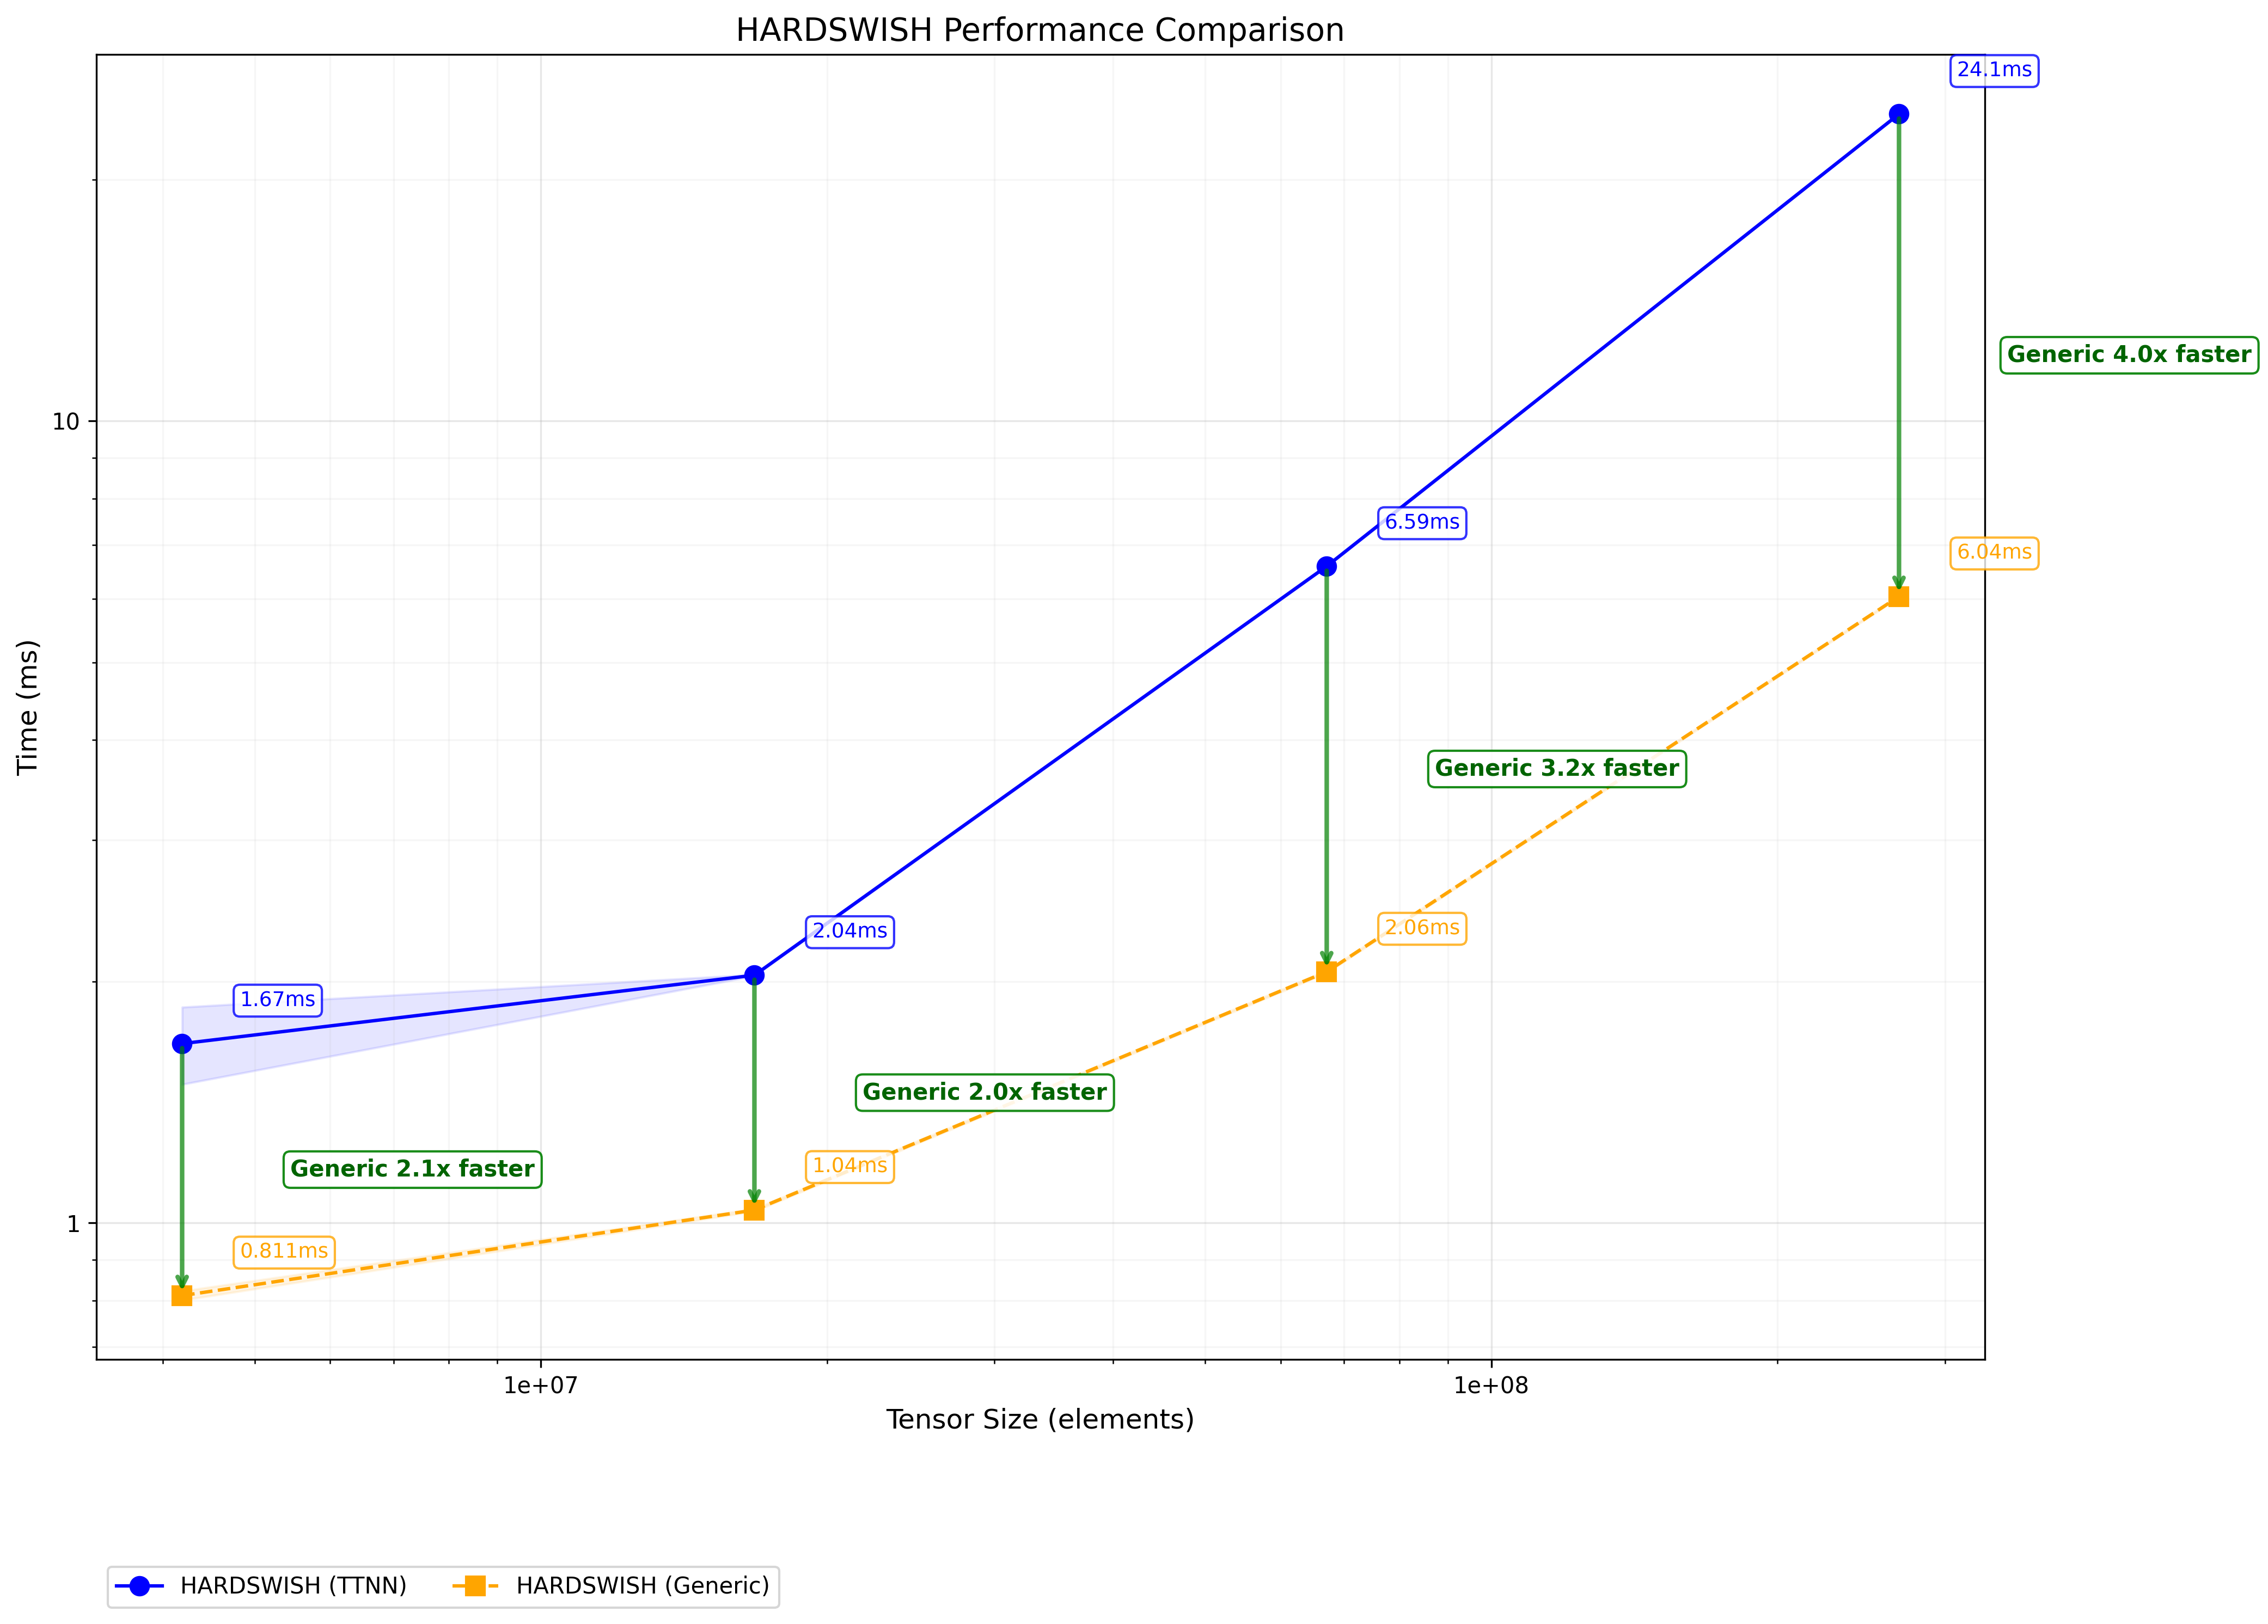 HARDSWISH Performance Comparison
24.1ms
Generic 4.0x faster
10
6.59ms
6.04ms
Time (ms)
Generic 3.2x faster
2.04ms
2.06ms
1.67ms
Generic 2.0x faster
Generic 2.1x faster
1.04ms
1
0.811ms
1e+07
1e+08
Tensor Size (elements)
HARDSWISH (TTNN)
HARDSWISH (Generic)